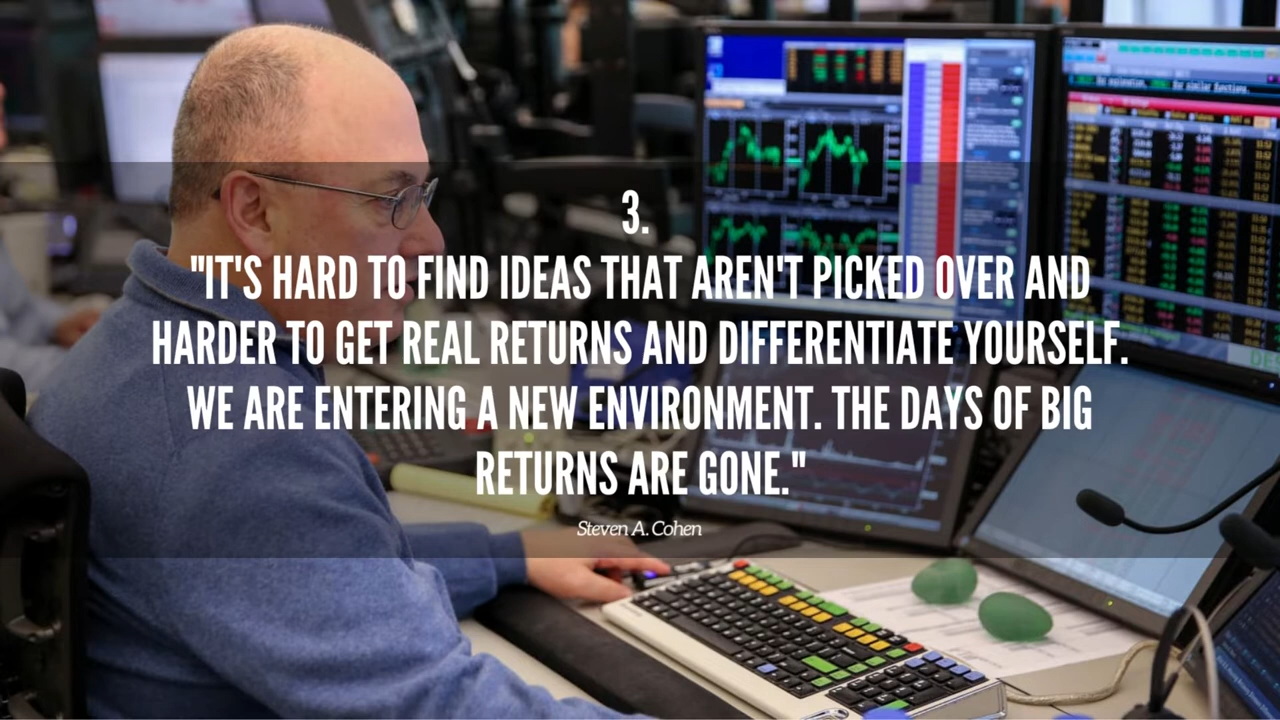 3.
"IT'S HARD TO FIND IDEAS THAT AREN'T PICKED OVER AND
HARDER TO GET REAL RETURNS AND DIFFERENTIATE YOURSELF.
WE ARE ENTERING A NEW ENVIRONMENT. THE DAYS OF BIG
RETURNS ARE GONE."
Steven A. Cohen